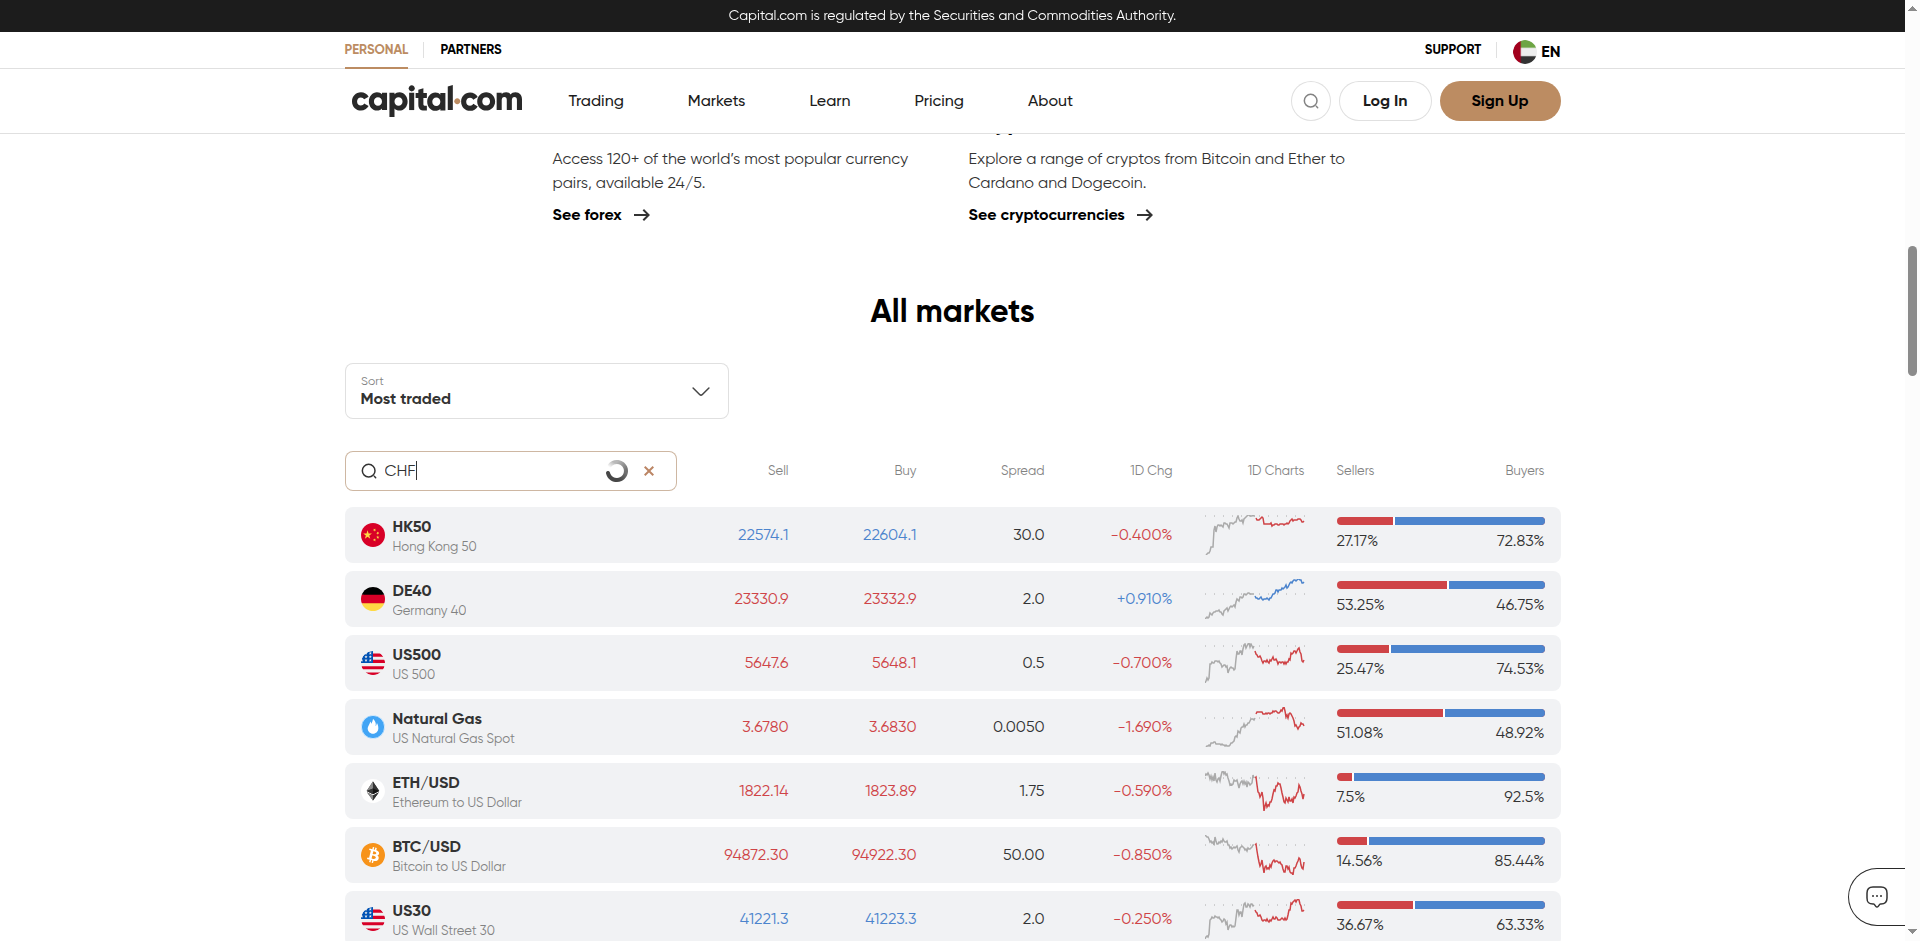 Capital.com is regulated by the Securities and Commodities Authority.
PERSONAL PARTNERS SUPPORT EN
capital.com Trading Markets Learn Pricing About Log In Sign Up
Access 120+ of the world’s most popular currency
pairs, available 24/5.
See forex
Explore a range of cryptos from Bitcoin and Ether to
Cardano and Dogecoin.
See cryptocurrencies
All markets
Sort
Most traded
CHF Sell Buy Spread 1D Chg 1D Charts Sellers Buyers
HK50
Hong Kong 50
22574.1 22604.1 30.0 -0.400% 27.17% 72.83%
DE40
Germany 40
23330.9 23332.9 2.0 +0.910% 53.25% 46.75%
US500
US 500
5647.6 5648.1 0.5 -0.700% 25.47% 74.53%
Natural Gas
US Natural Gas Spot
3.6780 3.6830 0.0050 -1.690% 51.08% 48.92%
ETH/USD
Ethereum to US Dollar
1822.14 1823.89 1.75 -0.590% 7.5% 92.5%
BTC/USD
Bitcoin to US Dollar
94872.30 94922.30 50.00 -0.850% 14.56% 85.44%
US30
US Wall Street 30
41221.3 41223.3 2.0 -0.250% 36.67% 63.33%